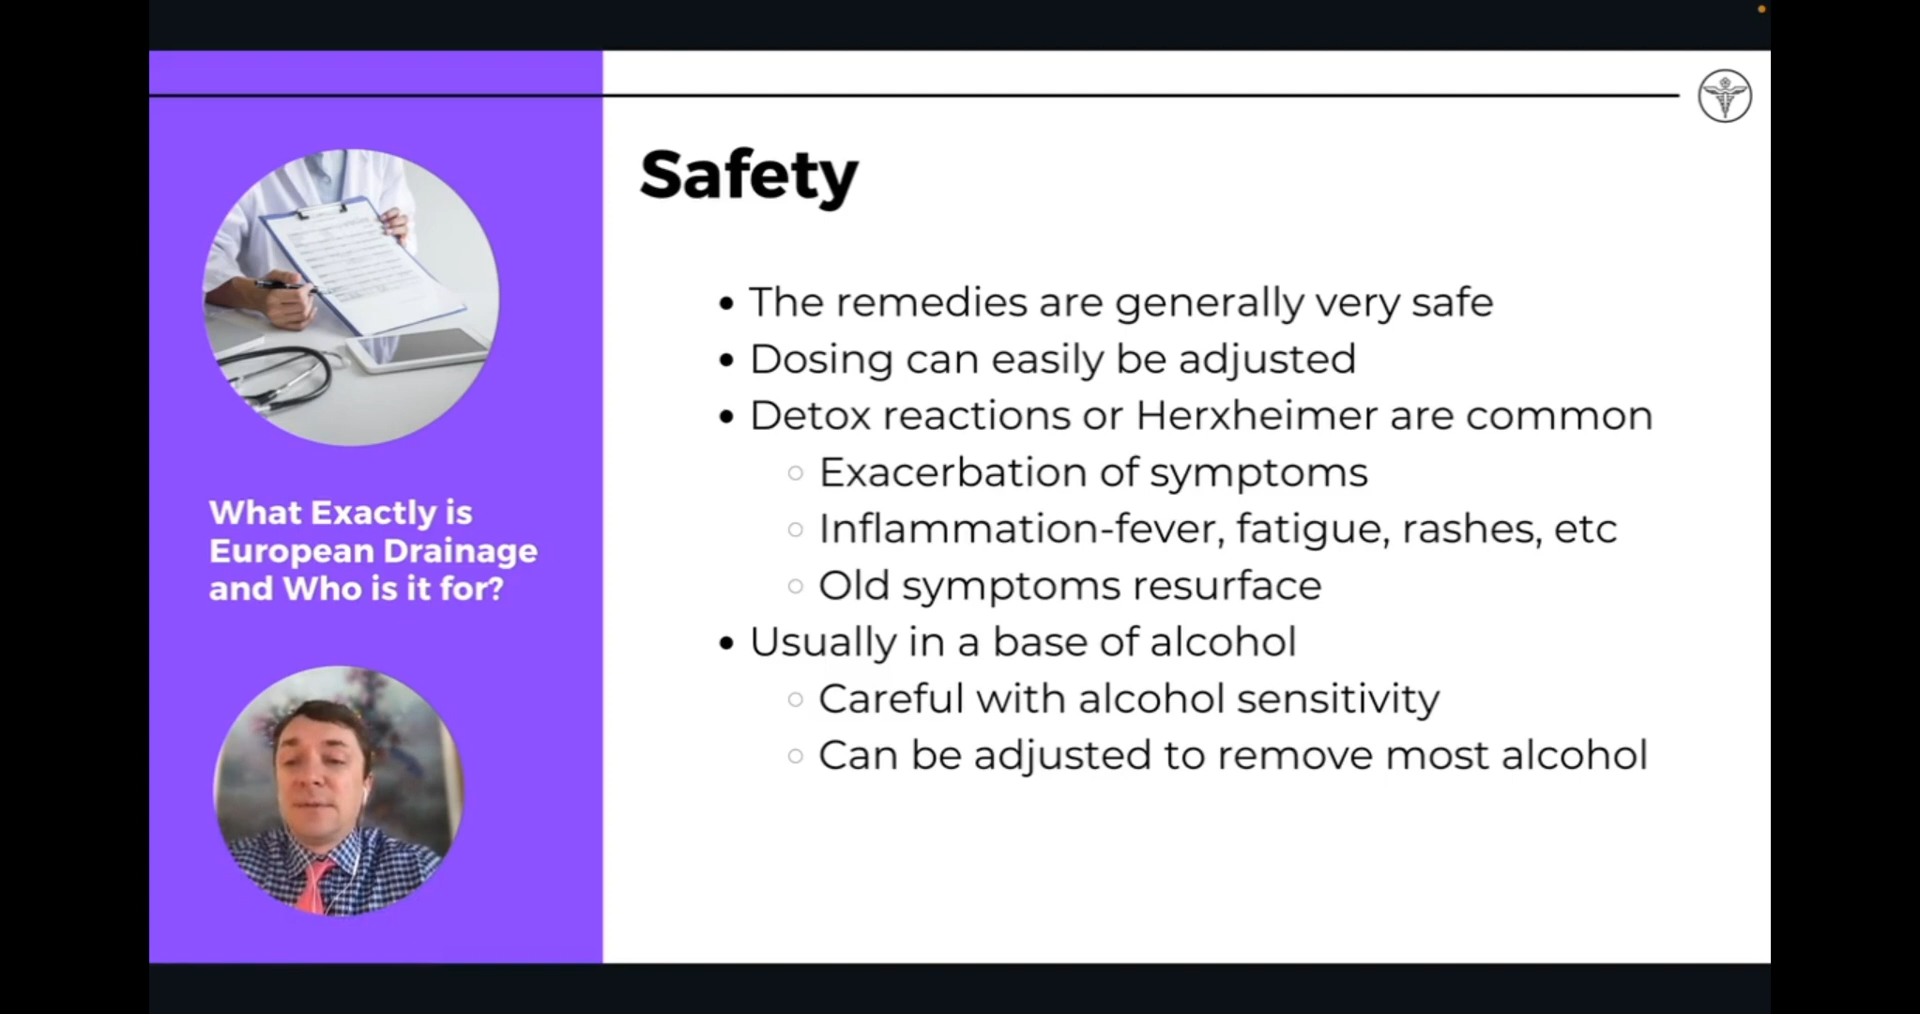 Safety
The remedies are generally very safe
Dosing can easily be adjusted
Detox reactions or Herxheimer are common
Exacerbation of symptoms
Inflammation-fever, fatigue, rashes, etc
Old symptoms resurface
Usually in a base of alcohol
Careful with alcohol sensitivity
Can be adjusted to remove most alcohol
What Exactly is
European Drainage
and Who is it for?